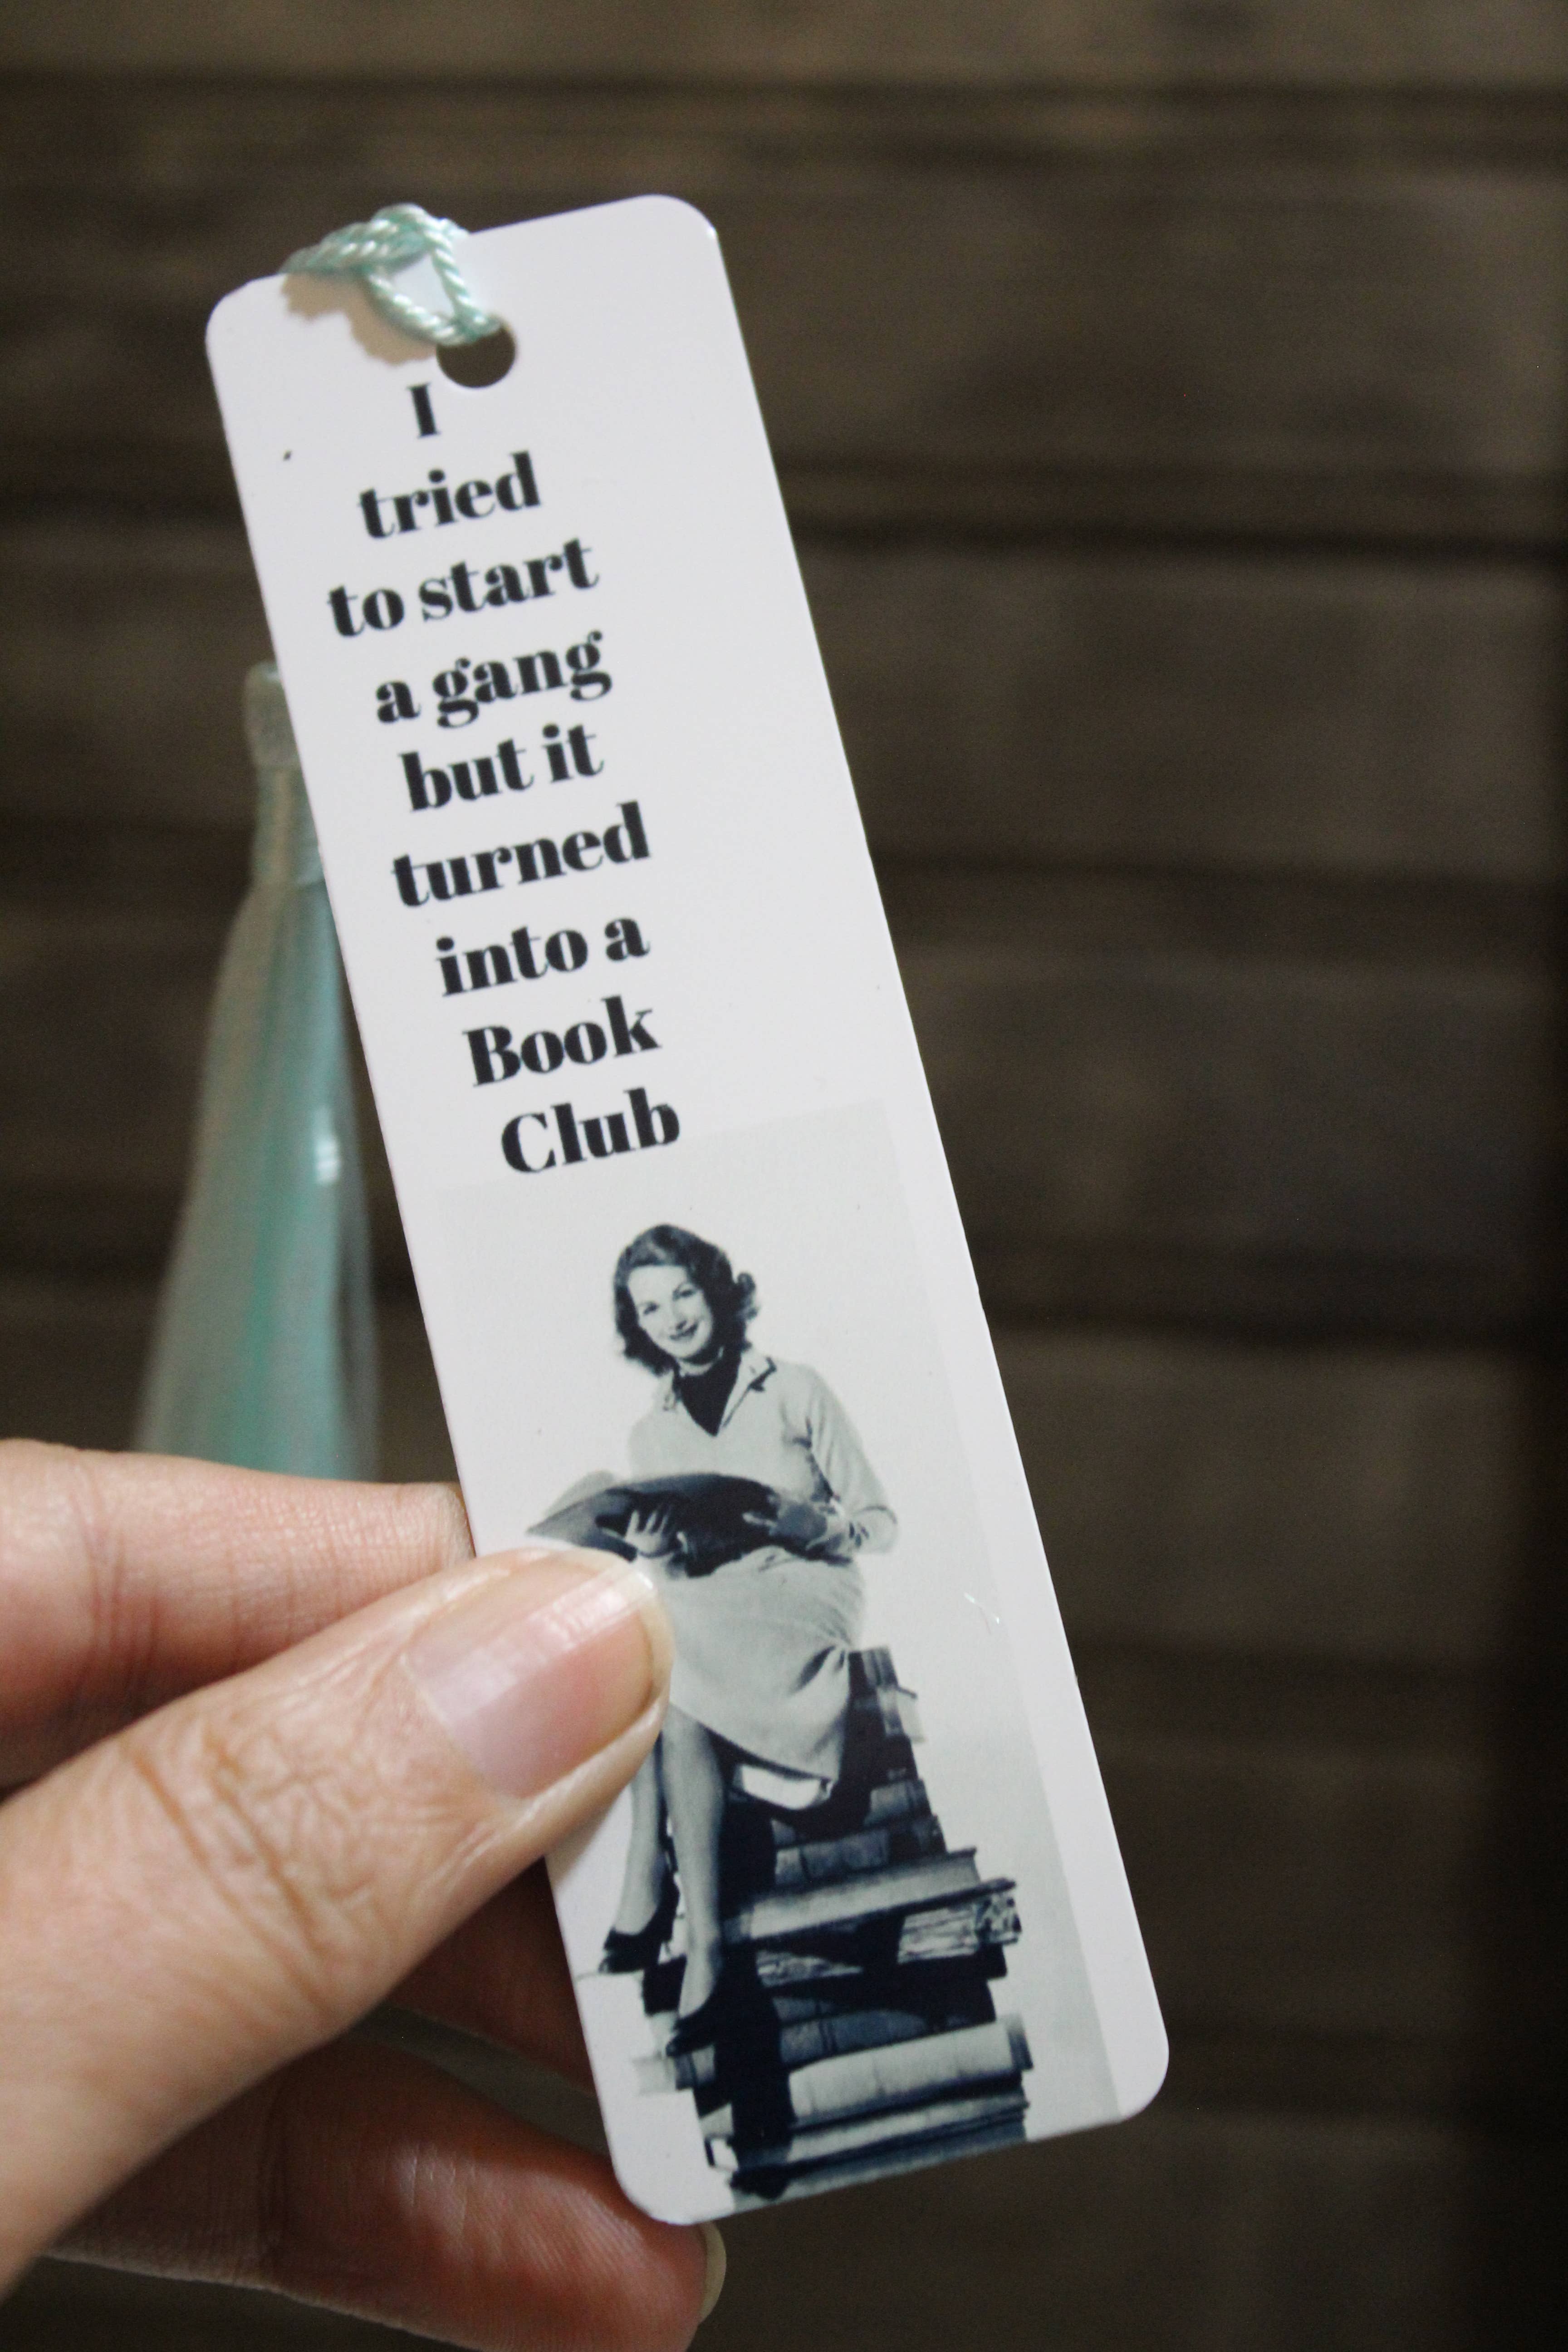 I
tried
to start
a gang
but it
turned
into a
Book
Club